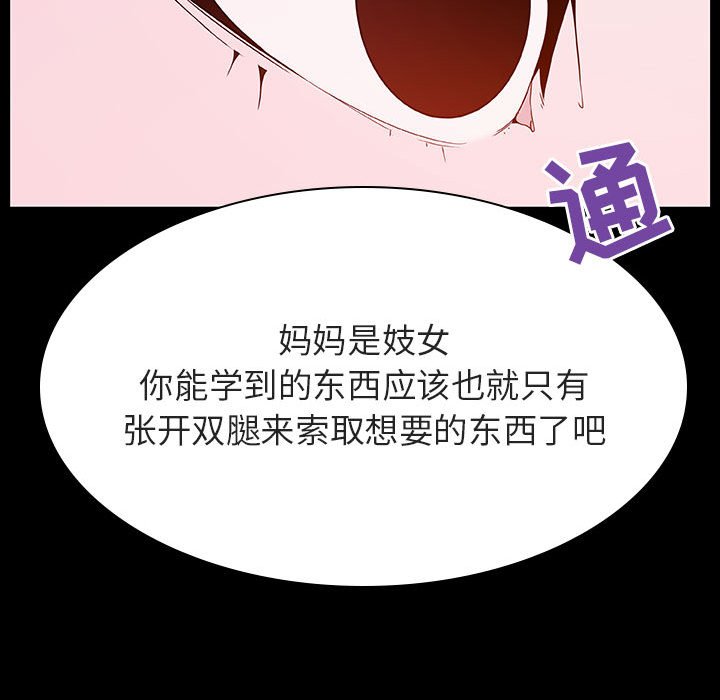 通
妈妈是妓女
你能学到的东西应该也就只有
张开双腿来索取想要的东西了吧